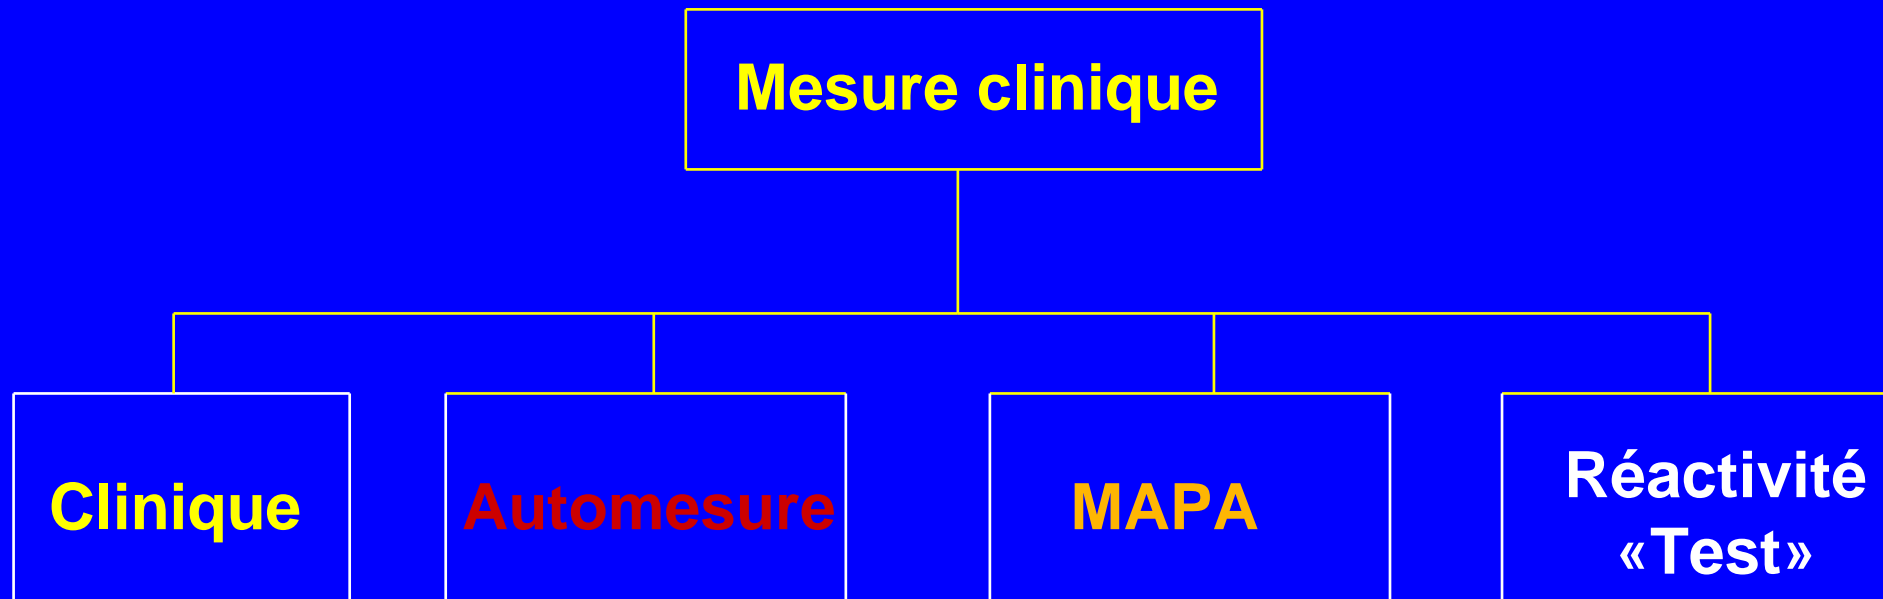 Mesure clinique
Clinique
Automesure
MAPA
Réactivité
«Test»